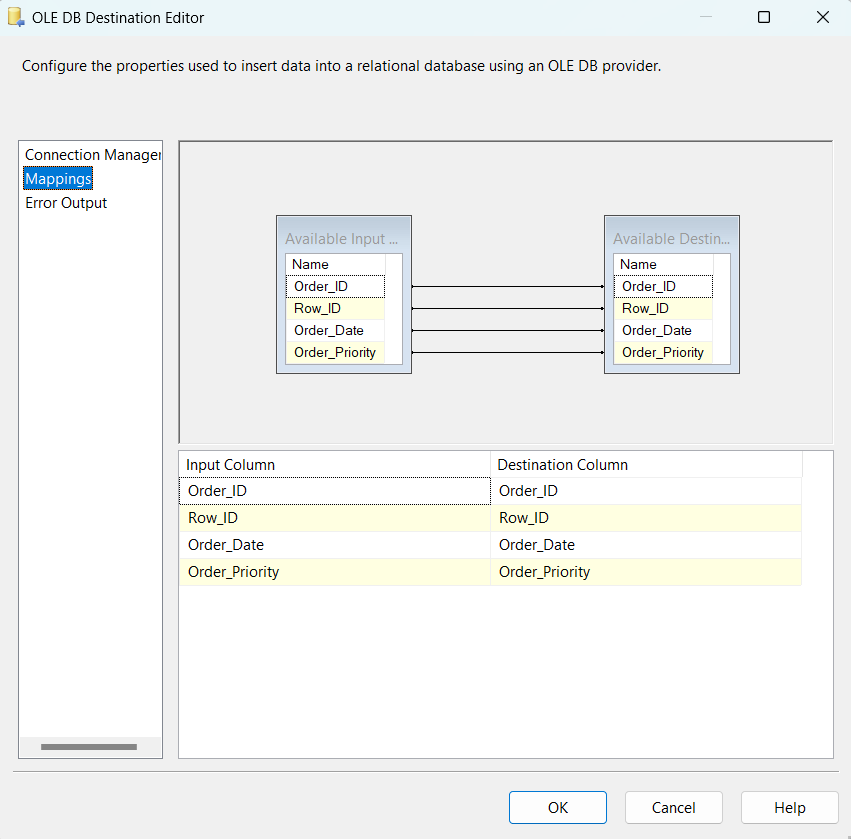 OLE DB Destination Editor
Configure the properties used to insert data into a relational database using an OLE DB provider.
Connection Manager
Mappings
Error Output
Available Input ...
Name
Order_ID
Row_ID
Order_Date
Order_Priority
Available Destin...
Name
Order_ID
Row_ID
Order_Date
Order_Priority
Input Column Destination Column
Order_ID Order_ID
Row_ID Row_ID
Order_Date Order_Date
Order_Priority Order_Priority
OK Cancel Help